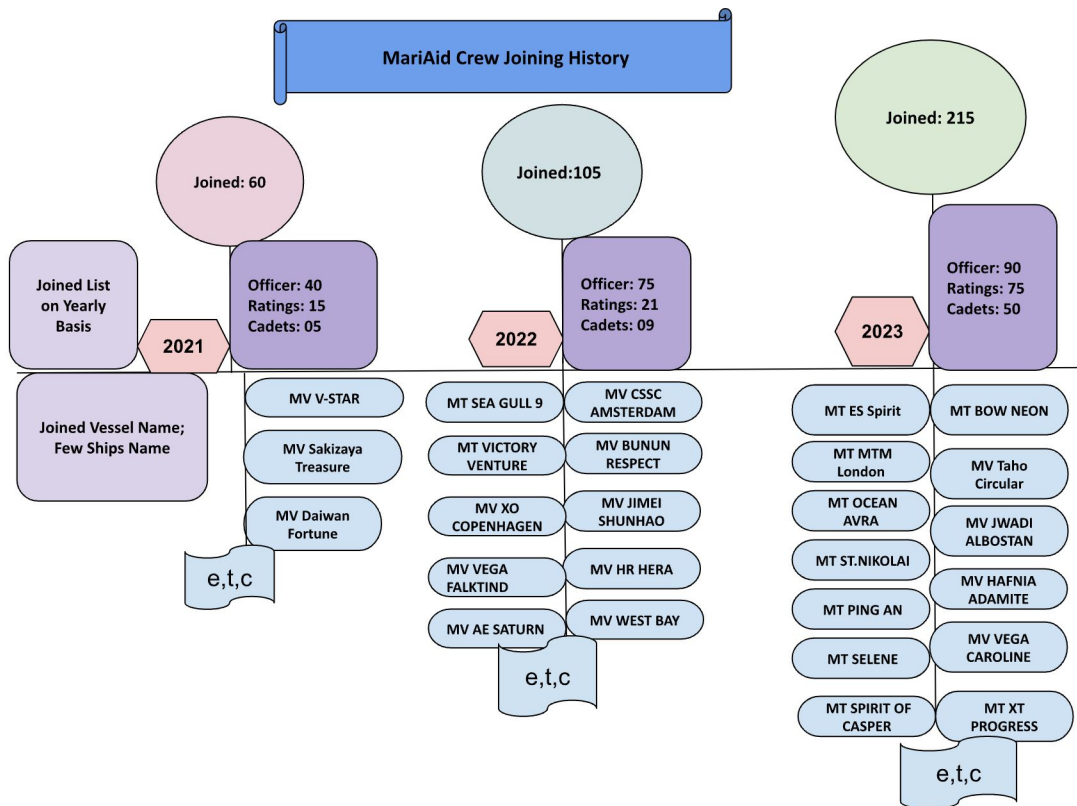 MariAid Crew Joining History
Joined: 60
Joined:105
Joined: 215
Joined List
on Yearly
Basis
2021
Officer: 40
Ratings: 15
Cadets: 05
2022
Officer: 75
Ratings: 21
Cadets: 09
2023
Officer: 90
Ratings: 75
Cadets: 50
Joined Vessel Name;
Few Ships Name
MV V-STAR
MV Sakizaya
Treasure
MV Daiwan
Fortune
e,t,c
MT SEA GULL 9
MT VICTORY
VENTURE
MV XO
COPENHAGEN
MV VEGA
FALKTIND
MV AE SATURN
MV CSSC
AMSTERDAM
MV BUNUN
RESPECT
MV JIMEI
SHUNHAO
MV HR HERA
MV WEST BAY
e,t,c
MT ES Spirit
MT MTM
London
MT OCEAN
AVRA
MT ST.NIKOLAI
MT PING AN
MT SELENE
MT SPIRIT OF
CASPER
MT BOW NEON
MV Taho
Circular
MV JWADI
ALBOSTAN
MV HAFNIA
ADAMITE
MV VEGA
CAROLINE
MT XT
PROGRESS
e,t,c